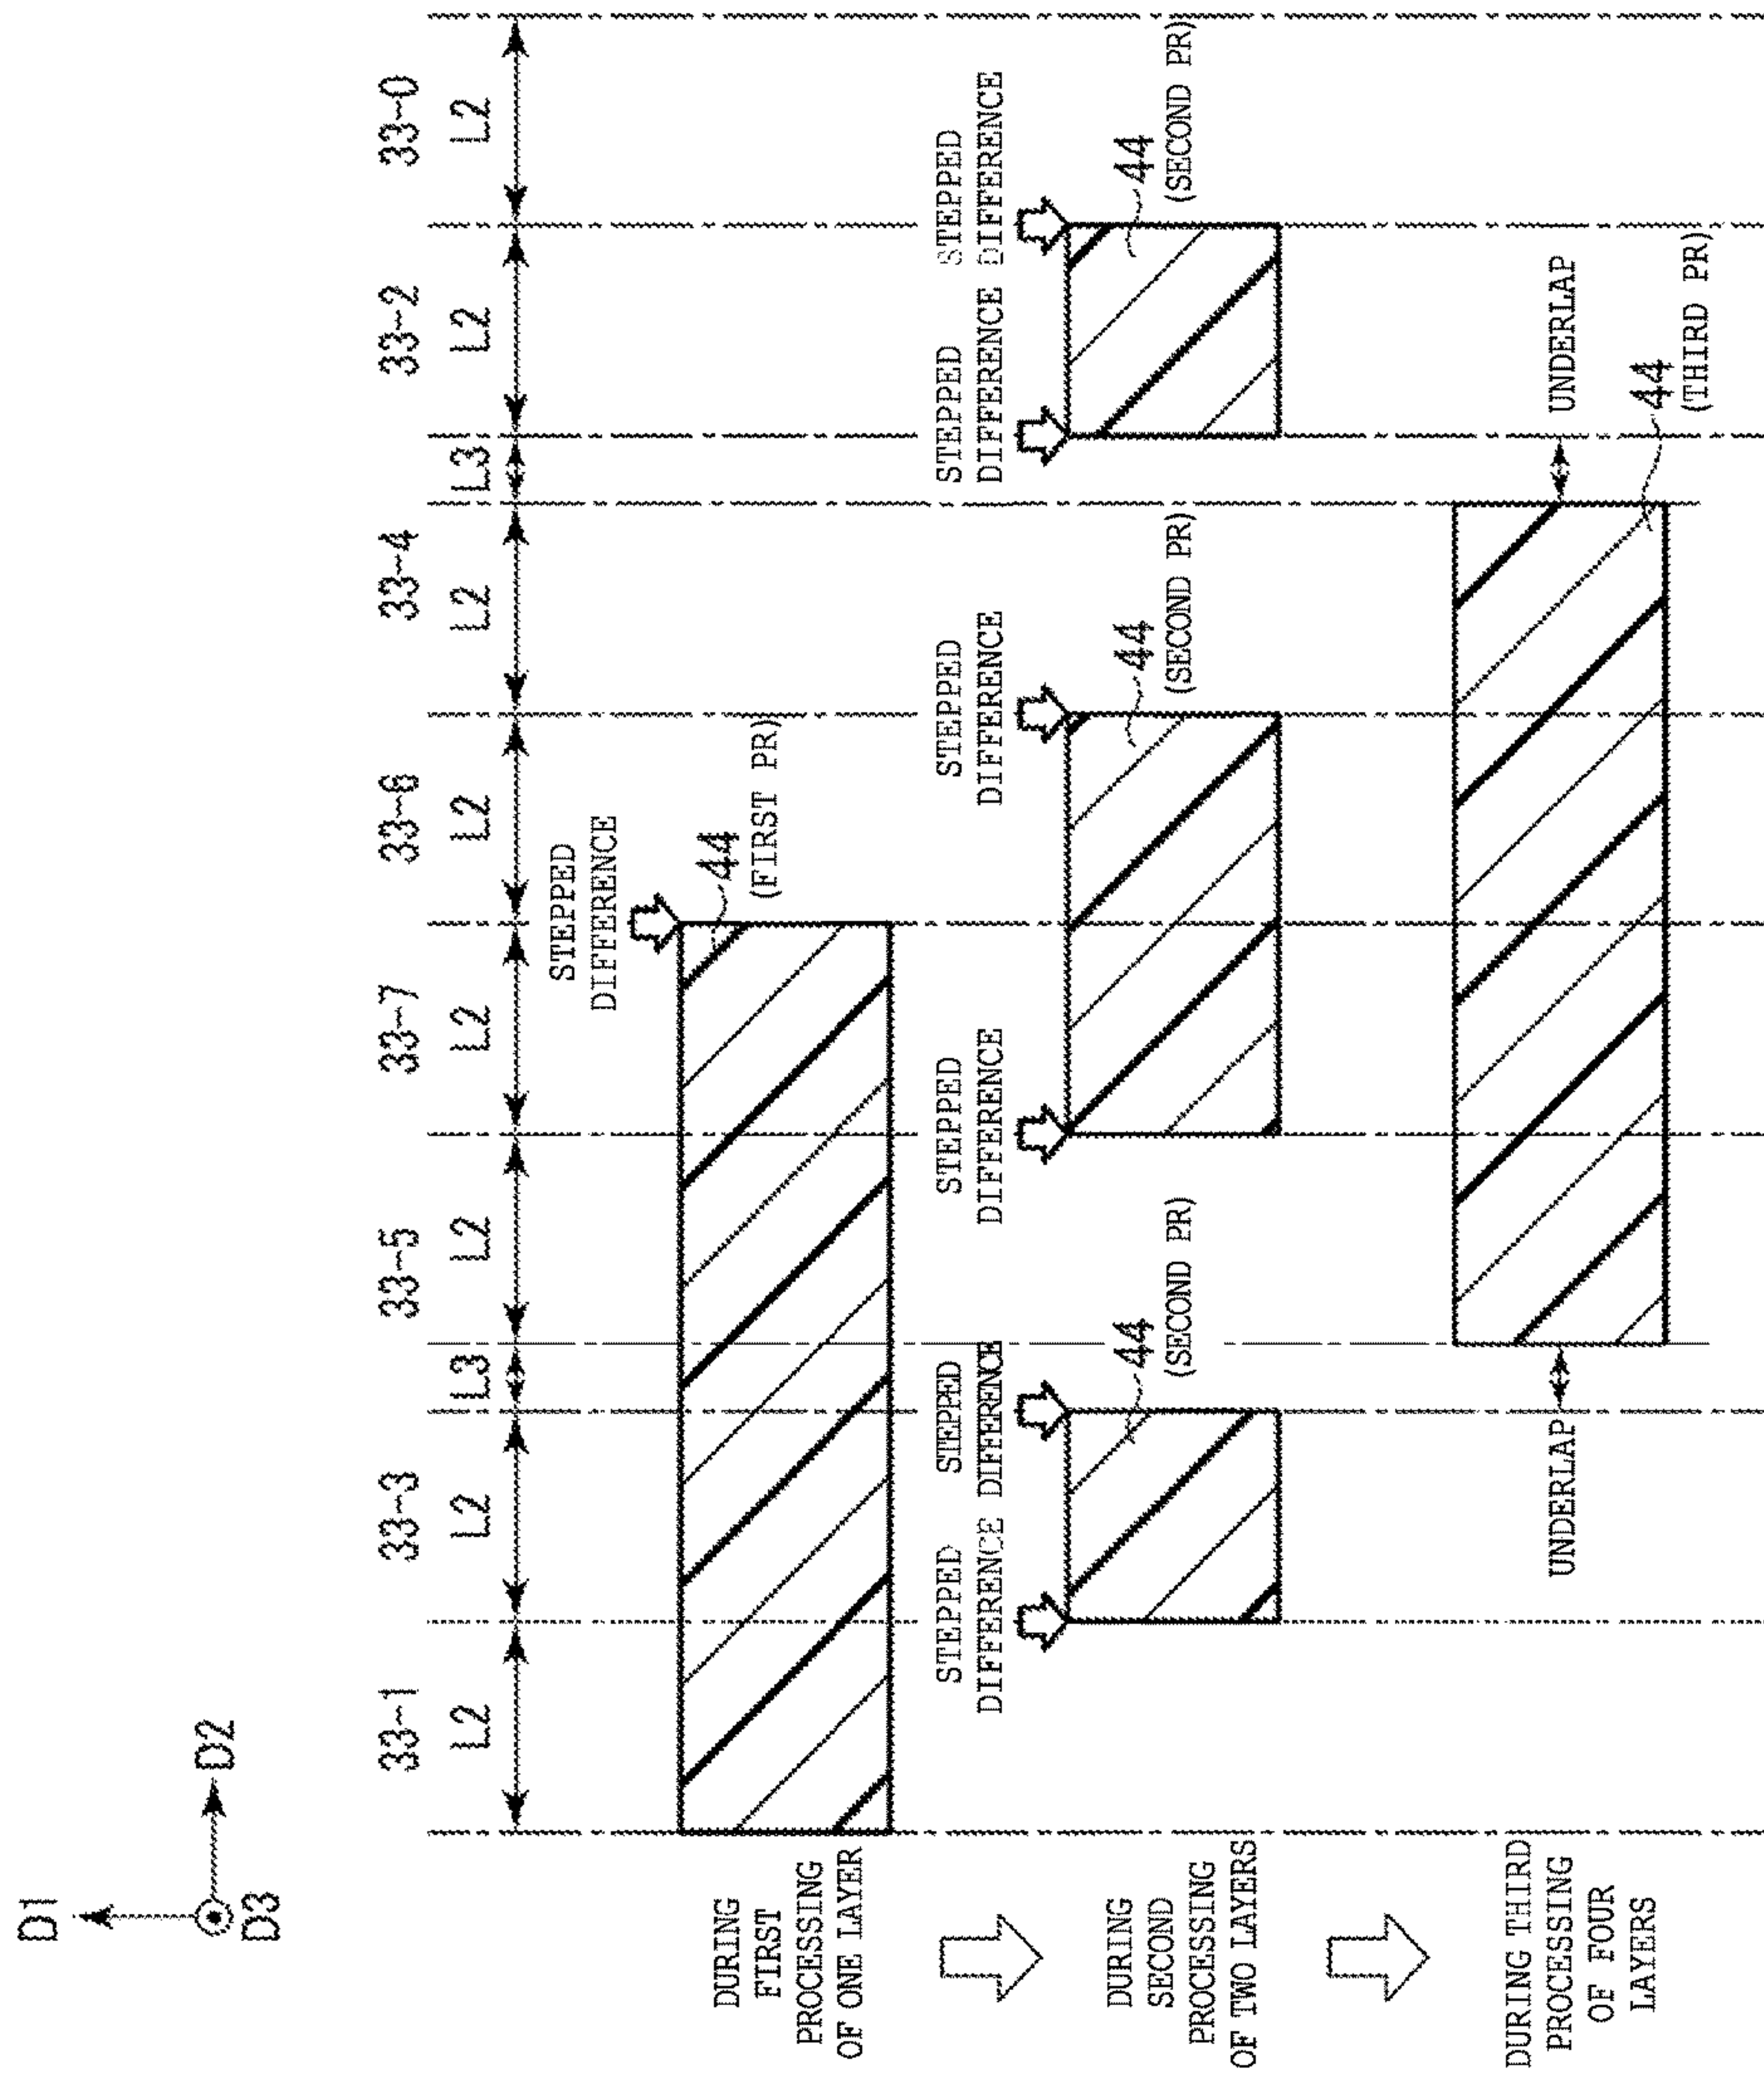 D1
D2
D3
33-1 33-3 33-5 33-7 33-6 33-4 33-2 33-0
L2 L2 L3 L2 L2 L2 L2 L3 L2 L2
DURING
FIRST
PROCESSING
OF ONE LAYER
STEPPED
DIFFERENCE
44
(FIRST PR)
DURING
SECOND
PROCESSING
OF TWO LAYERS
STEPPED
DIFFERENCE
STEPPED
DIFFERENCE
44
(SECOND PR)
STEPPED
DIFFERENCE
STEPPED
DIFFERENCE
44
(SECOND PR)
STEPPED
DIFFERENCE
STEPPED
DIFFERENCE
44
(SECOND PR)
DURING THIRD
PROCESSING
OF FOUR
LAYERS
UNDERLAP
UNDERLAP
44
(THIRD PR)